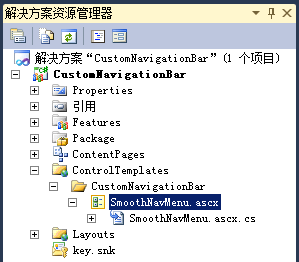 解决方案资源管理器
解决方案“CustomNavigationBar”(1 个项目)
CustomNavigationBar
Properties
引用
Features
Package
ContentPages
ControlTemplates
CustomNavigationBar
SmoothNavMenu.ascx
SmoothNavMenu.ascx.cs
Layouts
key.snk